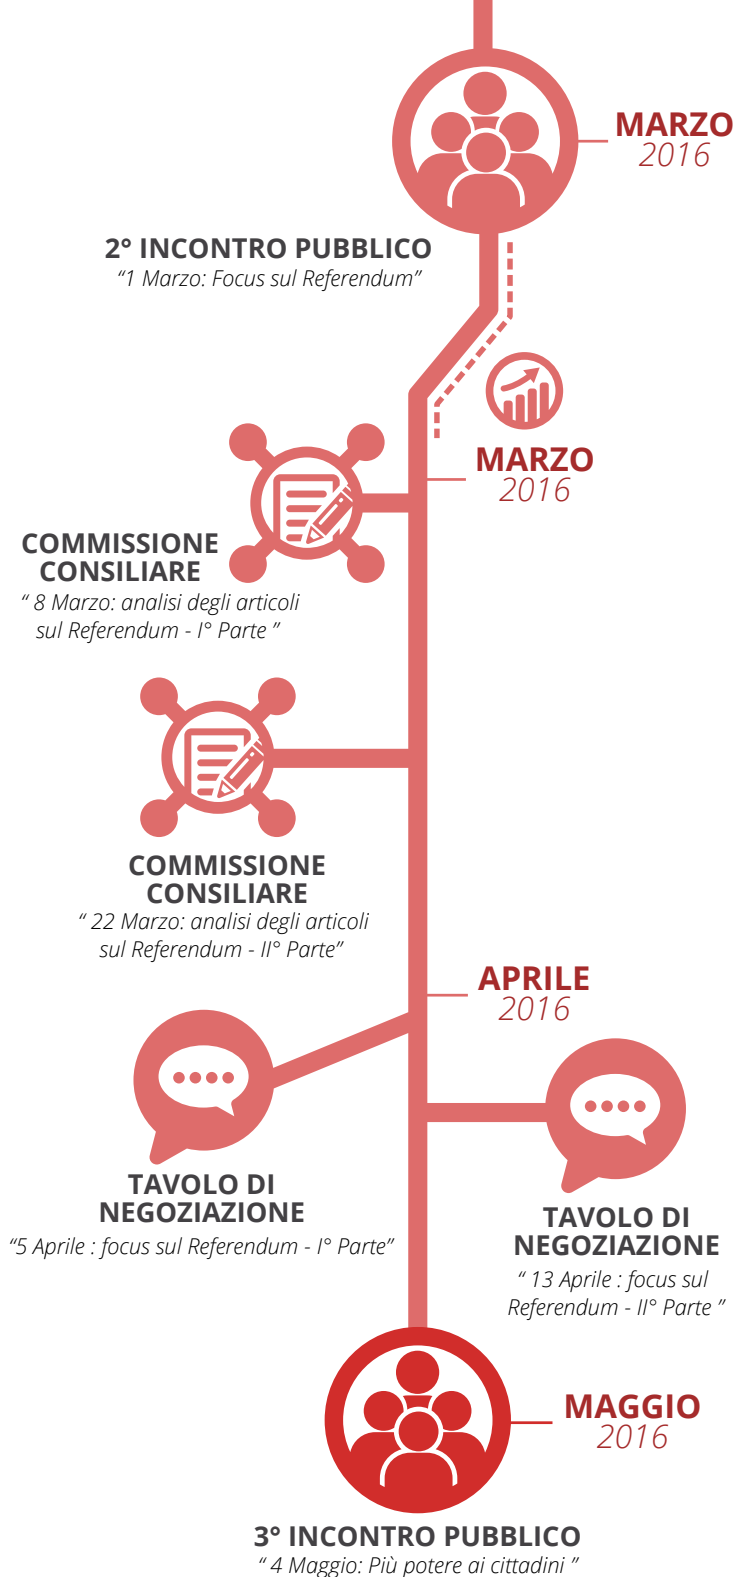 MARZO
2016
2° INCONTRO PUBBLICO
“1 Marzo: Focus sul Referendum”
MARZO
2016
COMMISSIONE
CONSILIARE
“ 8 Marzo: analisi degli articoli
sul Referendum - I° Parte ”
COMMISSIONE
CONSILIARE
“ 22 Marzo: analisi degli articoli
sul Referendum - II° Parte”
APRILE
2016
TAVOLO DI
NEGOZIAZIONE
“5 Aprile : focus sul Referendum - I° Parte”
TAVOLO DI
NEGOZIAZIONE
“ 13 Aprile : focus sul
Referendum - II° Parte ”
MAGGIO
2016
3° INCONTRO PUBBLICO
“ 4 Maggio: Più potere ai cittadini ”